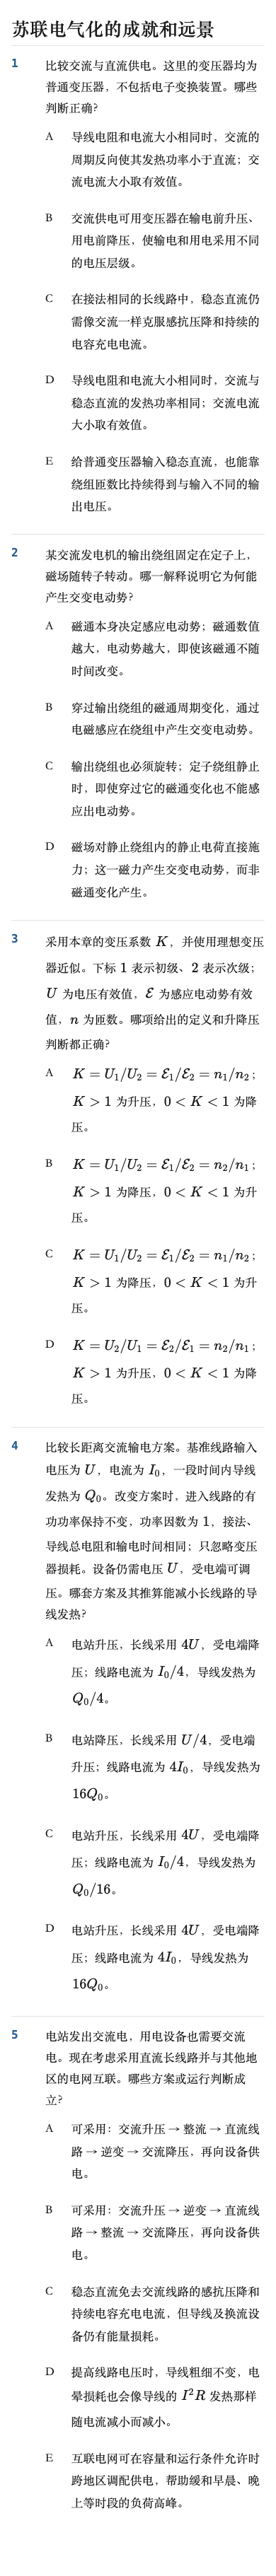 苏联电气化的成就和远景
1 比较交流与直流供电。这里的变压器均为
普通变压器，不包括电子变换装置。哪些
判断正确？
A 导线电阻和电流大小相同时，交流的
周期反向使其发热功率小于直流；交
流电流大小取有效值。
B 交流供电可用变压器在输电前升压、
用电前降压，使输电和用电采用不同
的电压层级。
C 在接法相同的长线路中，稳态直流仍
需像交流一样克服感抗压降和持续的
电容充电电流。
D 导线电阻和电流大小相同时，交流与
稳态直流的发热功率相同；交流电流
大小取有效值。
E 给普通变压器输入稳态直流，也能靠
绕组匝数比持续得到与输入不同的输
出电压。
2 某交流发电机的输出绕组固定在定子上，
磁场随转子转动。哪一解释说明它为何能
产生交变电动势？
A 磁通本身决定感应电动势；磁通数值
越大，电动势越大，即使该磁通不随
时间改变。
B 穿过输出绕组的磁通周期变化，通过
电磁感应在绕组中产生交变电动势。
C 输出绕组也必须旋转；定子绕组静止
时，即使穿过它的磁通变化也不能感
应出电动势。
D 磁场对静止绕组内的静止电荷直接施
力；这一磁力产生交变电动势，而非
磁通变化产生。
3 采用本章的变压系数 K，并使用理想变压
器近似。下标 1 表示初级、2 表示次级；
U 为电压有效值，ℰ 为感应电动势有效
值，n 为匝数。哪项给出的定义和升降压
判断都正确？
A K = U₁/U₂ = ℰ₁/ℰ₂ = n₁/n₂；
K > 1 为升压，0 < K < 1 为降
压。
B K = U₁/U₂ = ℰ₁/ℰ₂ = n₂/n₁；
K > 1 为降压，0 < K < 1 为升
压。
C K = U₁/U₂ = ℰ₁/ℰ₂ = n₁/n₂；
K > 1 为降压，0 < K < 1 为升
压。
D K = U₂/U₁ = ℰ₂/ℰ₁ = n₂/n₁；
K > 1 为升压，0 < K < 1 为降
压。
4 比较长距离交流输电方案。基准线路输入
电压为 U，电流为 I₀，一段时间内导线
发热为 Q₀。改变方案时，进入线路的有
功功率保持不变，功率因数为 1，接法、
导线总电阻和输电时间相同；只忽略变压
器损耗。设备仍需电压 U，受电端可调
压。哪套方案及其推算能减小长线路的导
线发热？
A 电站升压，长线采用 4U，受电端降
压；线路电流为 I₀/4，导线发热为
Q₀/4。
B 电站降压，长线采用 U/4，受电端
升压；线路电流为 4I₀，导线发热为
16Q₀。
C 电站升压，长线采用 4U，受电端降
压；线路电流为 I₀/4，导线发热为
Q₀/16。
D 电站升压，长线采用 4U，受电端降
压；线路电流为 4I₀，导线发热为
16Q₀。
5 电站发出交流电，用电设备也需要交流
电。现在考虑采用直流长线路并与其他地
区的电网互联。哪些方案或运行判断成
立？
A 可采用：交流升压 → 整流 → 直流线
路 → 逆变 → 交流降压，再向设备供
电。
B 可采用：交流升压 → 逆变 → 直流线
路 → 整流 → 交流降压，再向设备供
电。
C 稳态直流免去交流线路的感抗压降和
持续电容充电电流，但导线及换流设
备仍有能量损耗。
D 提高线路电压时，导线粗细不变，电
晕损耗也会像导线的 I²R 发热那样
随电流减小而减小。
E 互联电网可在容量和运行条件允许时
跨地区调配供电，帮助缓和早晨、晚
上等时段的负荷高峰。